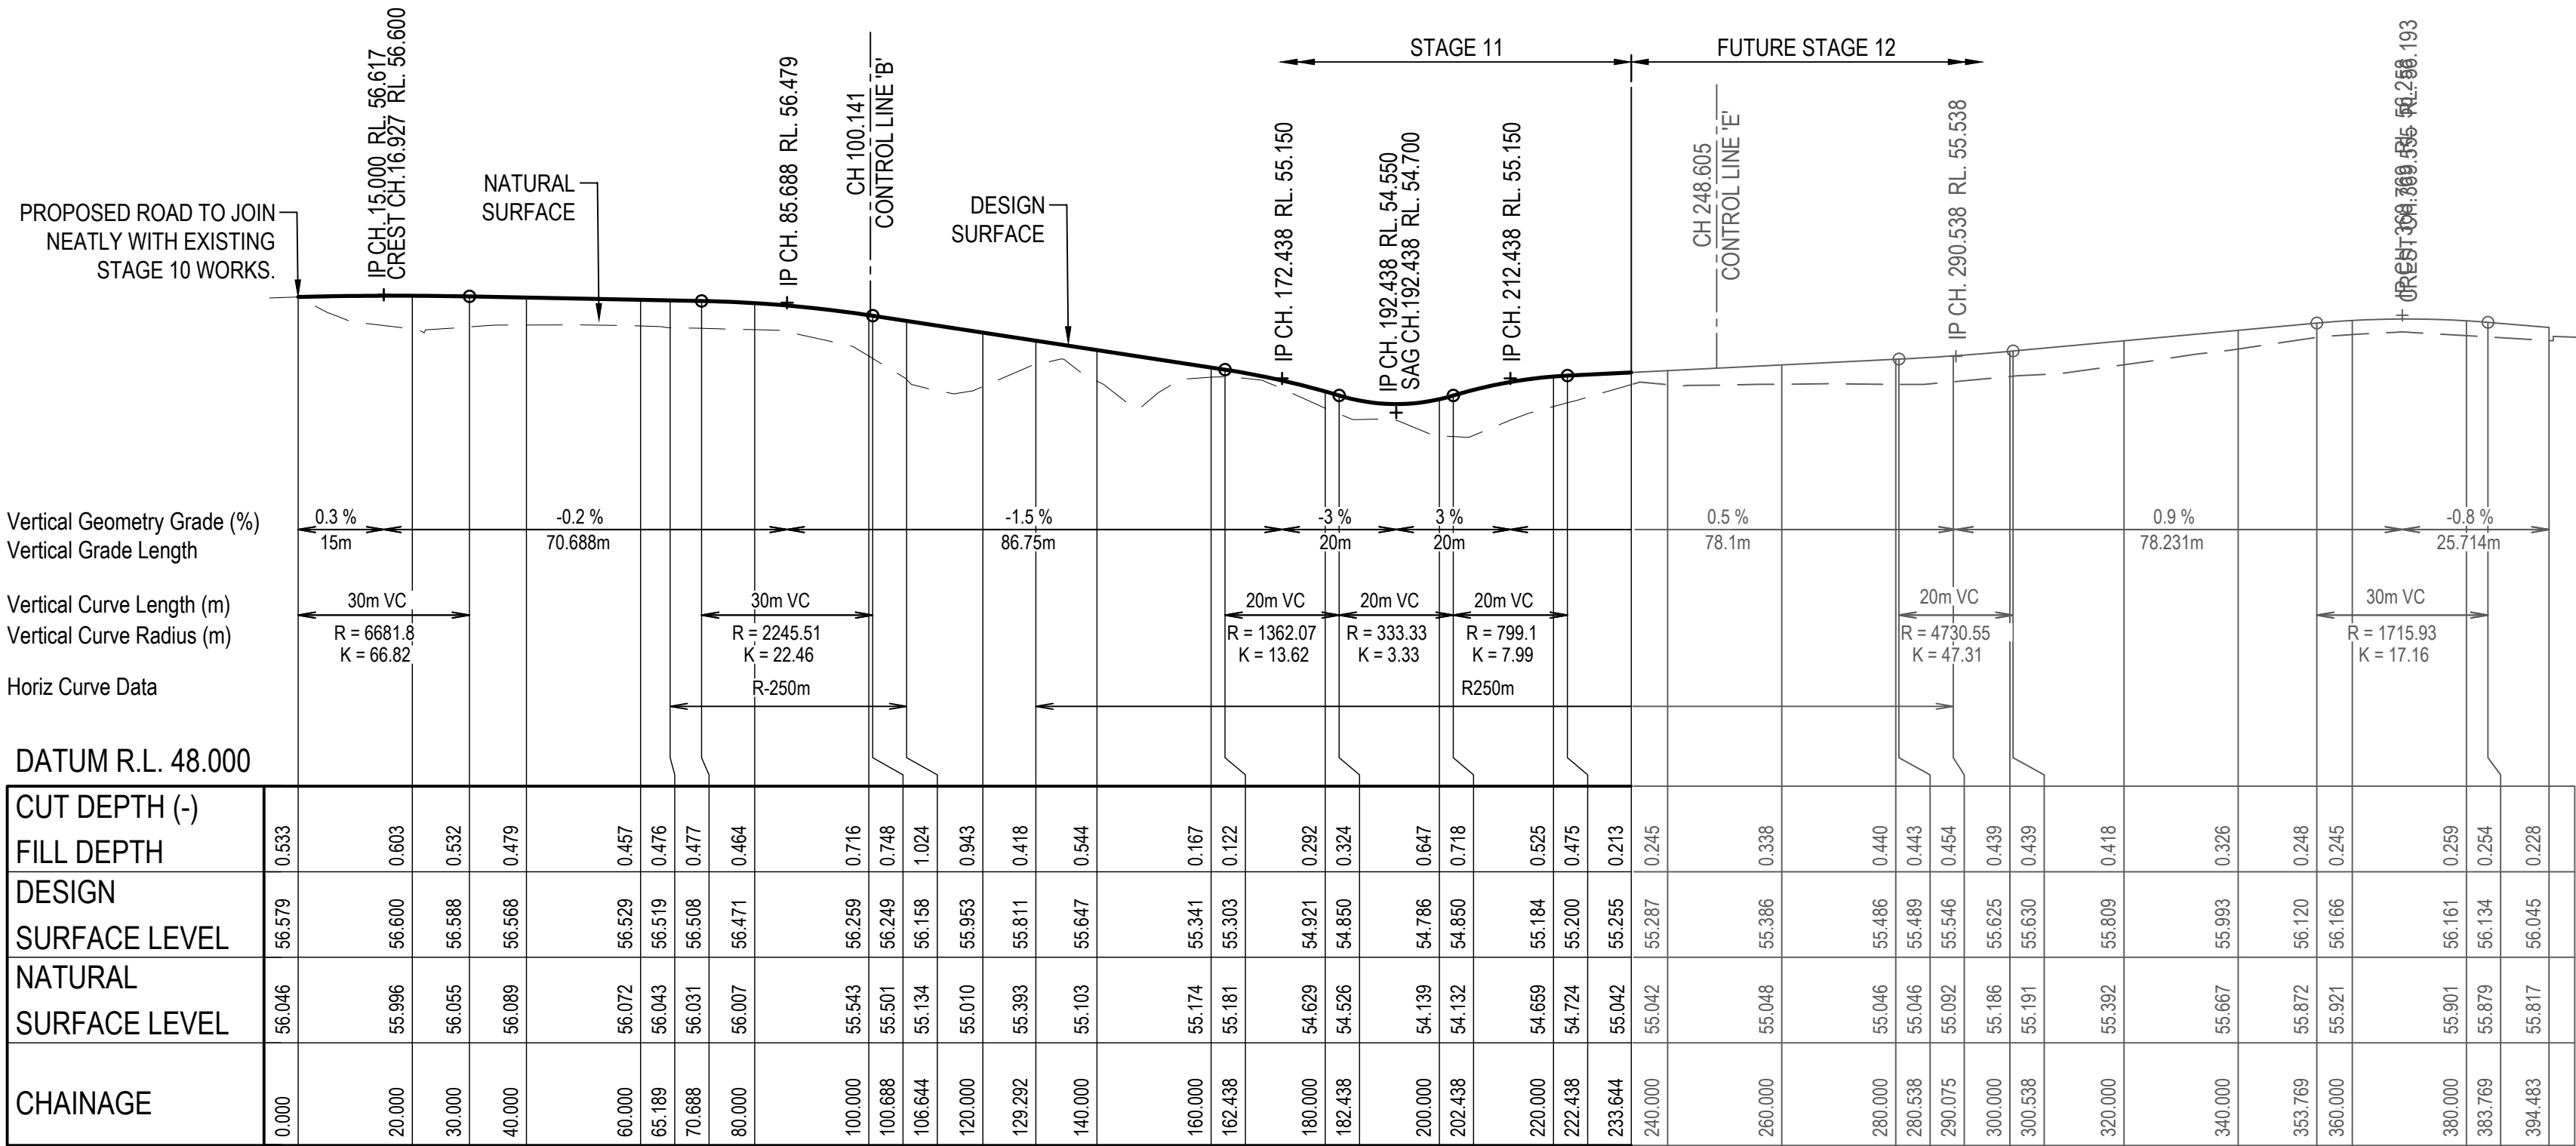 STAGE 11
FUTURE STAGE 12
IP CH. 15.000 RL. 56.617
CREST CH.16.927 RL. 56.600
IP CH. 85.688 RL. 56.479
CH 100.141
CONTROL LINE 'B'
IP CH. 172.438 RL. 55.150
IP CH. 192.438 RL. 54.550
SAG CH.192.438 RL. 54.700
IP CH. 212.438 RL. 55.150
CH 248.605
CONTROL LINE 'E'
IP CH. 290.538 RL. 55.538
PROPOSED ROAD TO JOIN
NEATLY WITH EXISTING
STAGE 10 WORKS.
NATURAL
SURFACE
DESIGN
SURFACE
Vertical Geometry Grade (%)
0.3 %
-0.2 %
-1.5 %
-3 %
3 %
0.5 %
0.9 %
-0.8 %
Vertical Grade Length
15m
70.688m
86.75m
20m
20m
78.1m
78.231m
25.714m
Vertical Curve Length (m)
30m VC
30m VC
20m VC
20m VC
20m VC
20m VC
30m VC
Vertical Curve Radius (m)
R = 6681.8
K = 66.82
R = 2245.51
K = 22.46
R = 1362.07
K = 13.62
R = 333.33
K = 3.33
R = 799.1
K = 7.99
R = 4730.55
K = 47.31
R = 1715.93
K = 17.16
Horiz Curve Data
R-250m
R250m
DATUM R.L. 48.000
CUT DEPTH (-)
FILL DEPTH
0.533 0.603 0.532 0.479 0.457 0.476 0.477 0.464 0.716 0.748 1.024 0.943 0.418 0.544 0.167 0.122 0.292 0.324 0.647 0.718 0.525 0.475 0.213 0.245 0.338 0.440 0.443 0.454 0.439 0.439 0.418 0.326 0.248 0.245 0.259 0.254 0.228
DESIGN
SURFACE LEVEL
56.579 56.600 56.588 56.568 56.529 56.519 56.508 56.471 56.259 56.249 56.158 55.953 55.811 55.647 55.341 55.303 54.921 54.850 54.786 54.850 55.184 55.200 55.255 55.287 55.386 55.486 55.489 55.546 55.625 55.630 55.809 55.993 56.120 56.166 56.161 56.134 56.045
NATURAL
SURFACE LEVEL
56.046 55.996 56.055 56.089 56.072 56.043 56.031 56.007 55.543 55.501 55.134 55.010 55.393 55.103 55.174 55.181 54.629 54.526 54.139 54.132 54.659 54.724 55.042 55.042 55.048 55.046 55.046 55.092 55.186 55.191 55.392 55.667 55.872 55.921 55.901 55.879 55.817
CHAINAGE
0.000 20.000 30.000 40.000 60.000 65.189 70.688 80.000 100.000 100.688 106.644 120.000 129.292 140.000 160.000 162.438 180.000 182.438 200.000 202.438 220.000 222.438 233.644 240.000 260.000 280.000 280.538 290.075 300.000 300.538 320.000 340.000 353.769 360.000 380.000 383.769 394.483